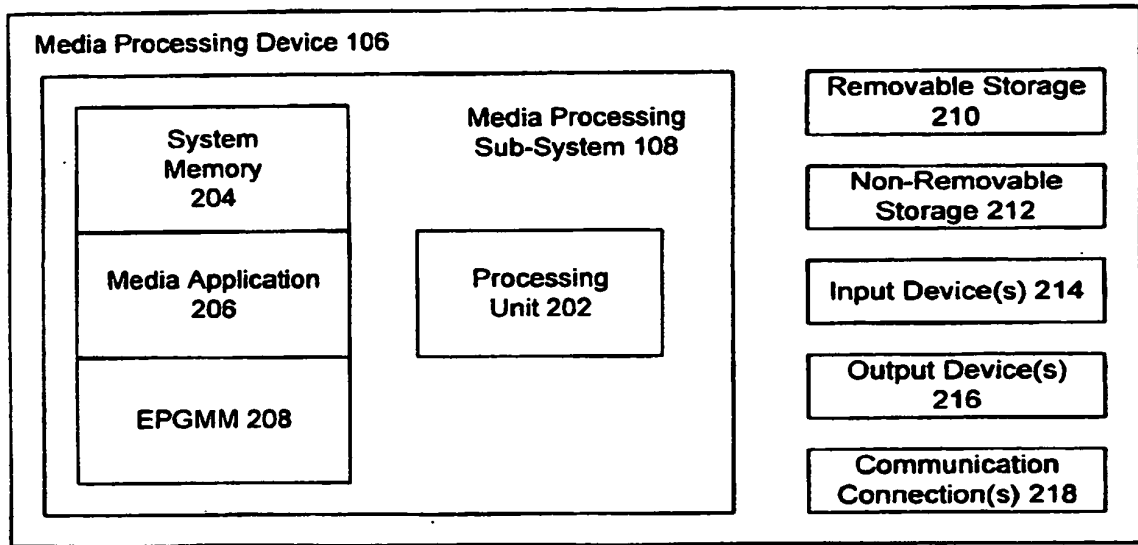 Media Processing Device 106
System
Memory
204
Media Application
206
EPGMM 208
Media Processing
Sub-System 108
Processing
Unit 202
Removable Storage
210
Non-Removable
Storage 212
Input Device(s) 214
Output Device(s)
216
Communication
Connection(s) 218